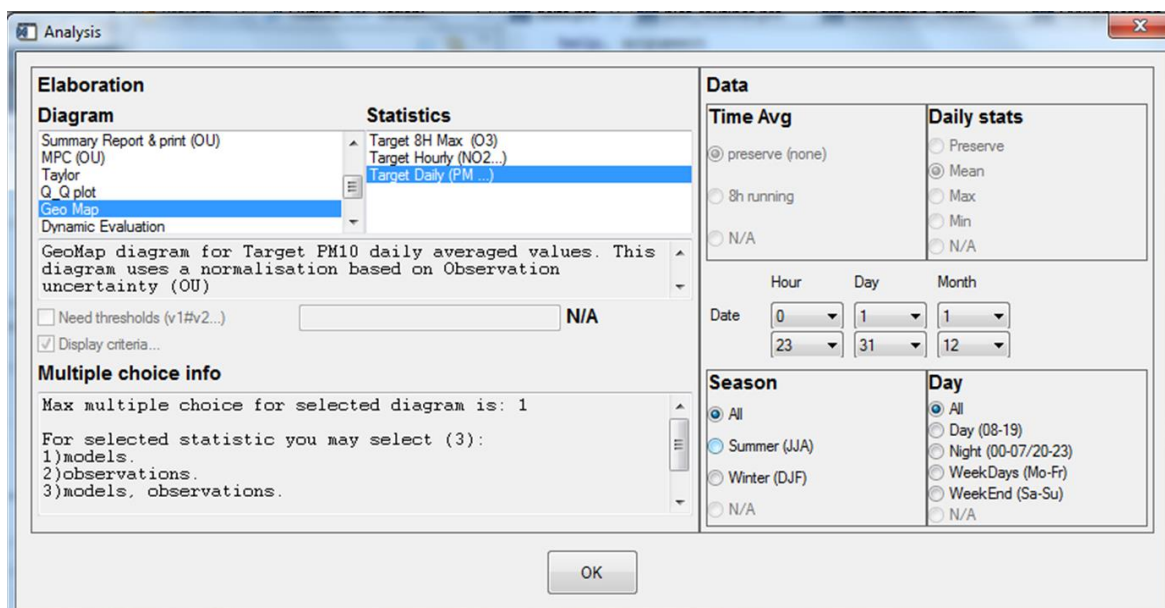 Analysis
Elaboration
Diagram
Statistics
Summary Report & print (OU)
MPC (OU)
Taylor
Q_Q plot
Geo Map
Dynamic Evaluation
Target 8H Max (O3)
Target Hourly (NO2...)
Target Daily (PM ...)
GeoMap diagram for Target PM10 daily averaged values. This
diagram uses a normalisation based on Observation
uncertainty (OU)
Need thresholds (v1#v2...)
N/A
Display criteria...
Multiple choice info
Max multiple choice for selected diagram is: 1
For selected statistic you may select (3):
1)models.
2)observations.
3)models, observations.
Data
Time Avg
preserve (none)
8h running
N/A
Daily stats
Preserve
Mean
Max
Min
N/A
Hour Day Month
Date 0 1 1
23 31 12
Season
All
Summer (JJA)
Winter (DJF)
N/A
Day
All
Day (08-19)
Night (00-07/20-23)
WeekDays (Mo-Fr)
WeekEnd (Sa-Su)
N/A
OK